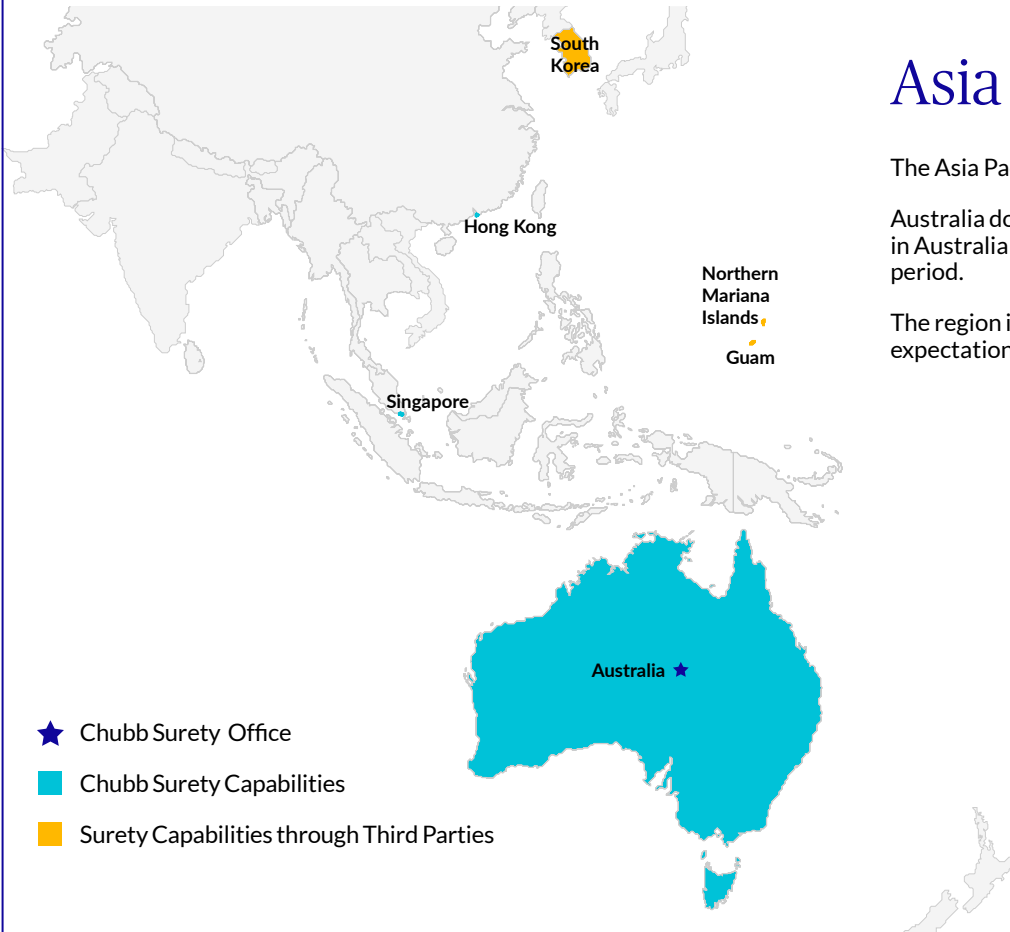 South
Korea
Hong Kong
Northern
Mariana
Islands
Guam
Singapore
Australia
Chubb Surety Office
Chubb Surety Capabilities
Surety Capabilities through Third Parties
Asia
The Asia Pa
Australia do
in Australia
period.
The region i
expectation